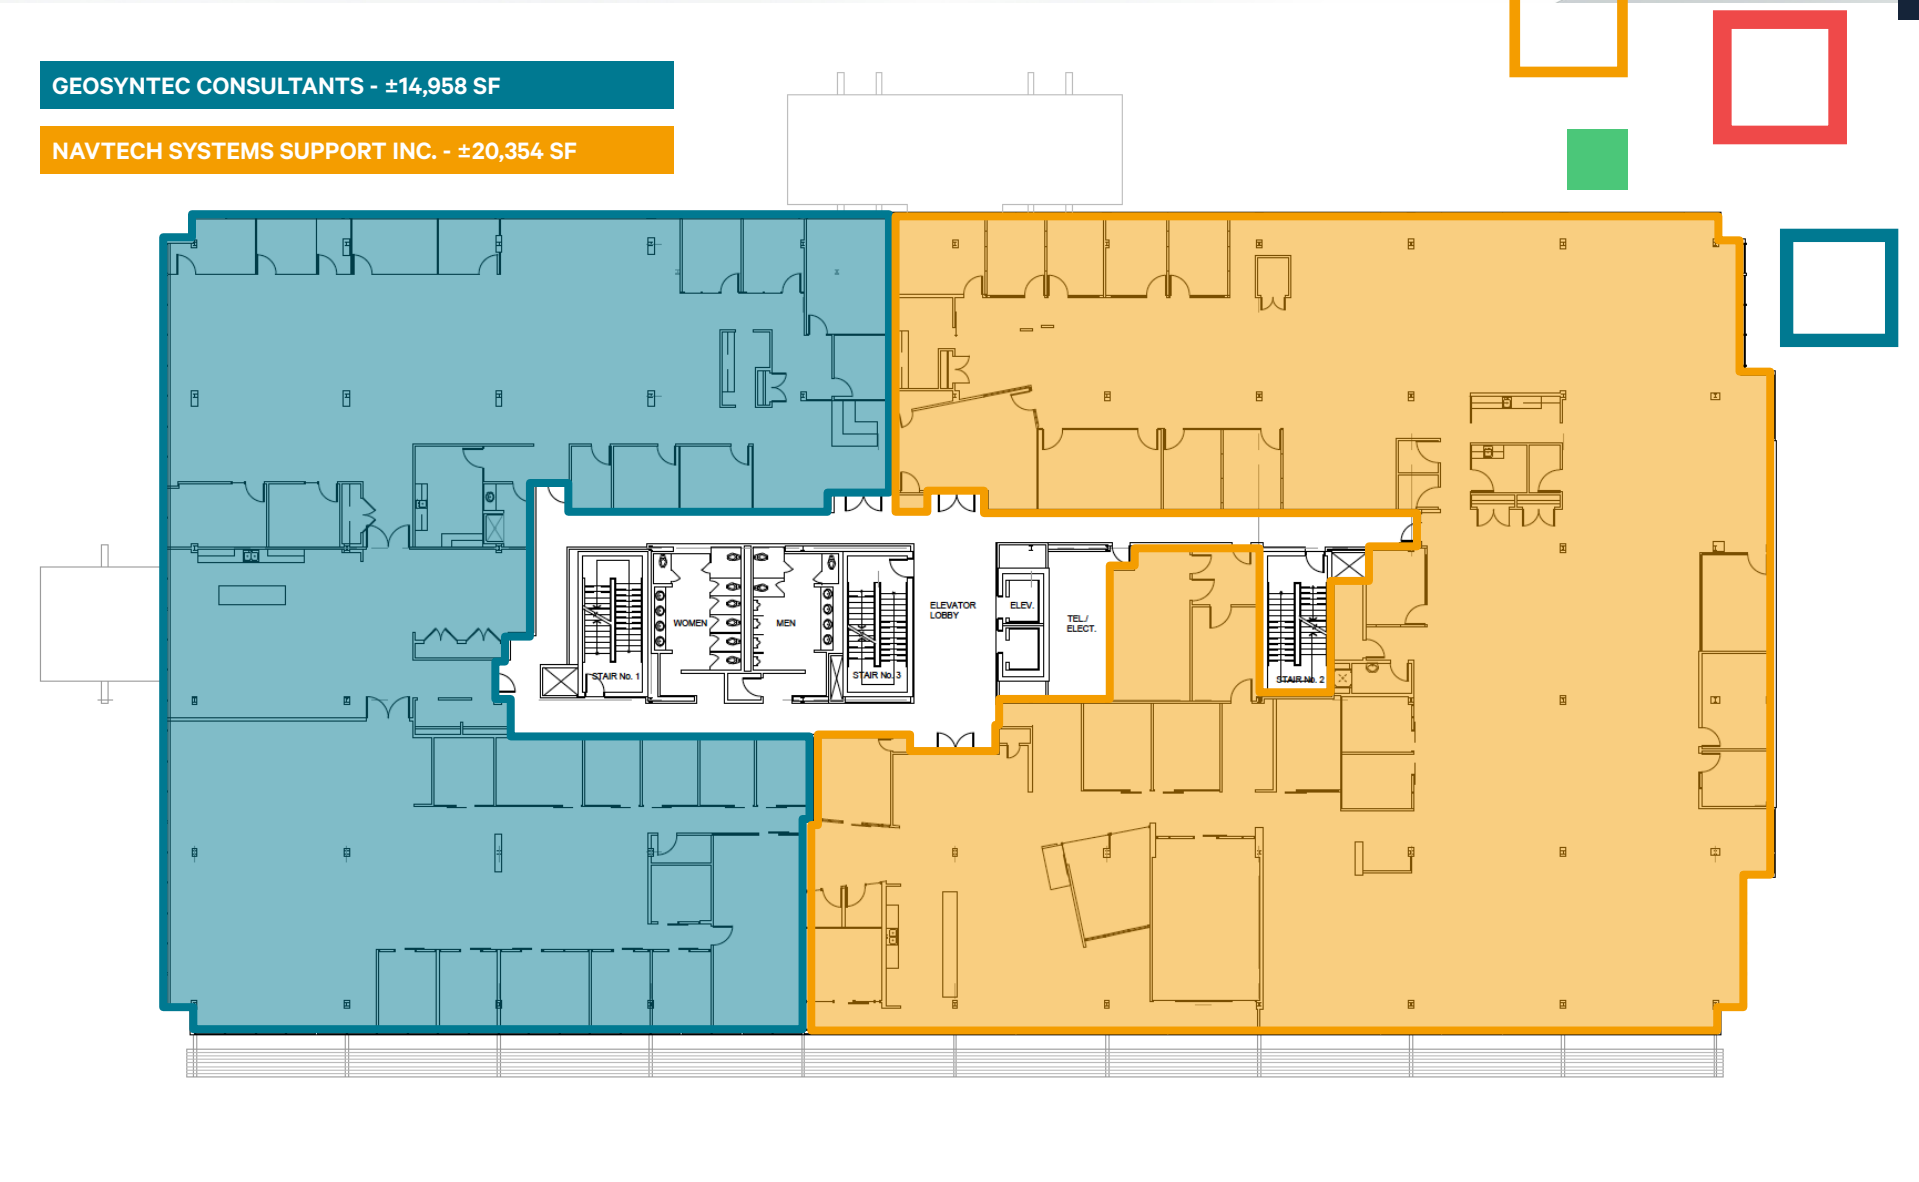 GEOSYNTEC CONSULTANTS - ±14,958 SF
NAVTECH SYSTEMS SUPPORT INC. - ±20,354 SF
ELEVATOR
LOBBY
ELEV.
TEL./
ELECT.
WOMEN
MEN
STAIR No. 1
STAIR No. 3
STAIR No. 2